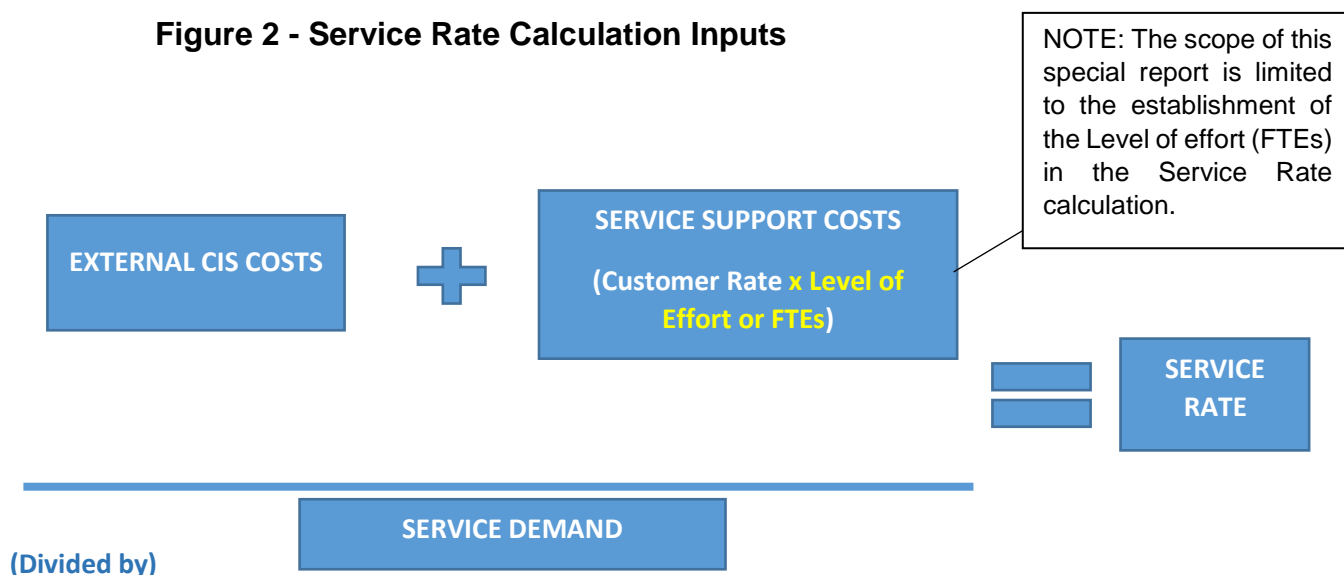 Figure 2 - Service Rate Calculation Inputs
NOTE: The scope of this
special report is limited
to the establishment of
the Level of effort (FTEs)
in the Service Rate
calculation.
EXTERNAL CIS COSTS
SERVICE SUPPORT COSTS
(Customer Rate x Level of
Effort or FTEs)
SERVICE
RATE
SERVICE DEMAND
(Divided by)